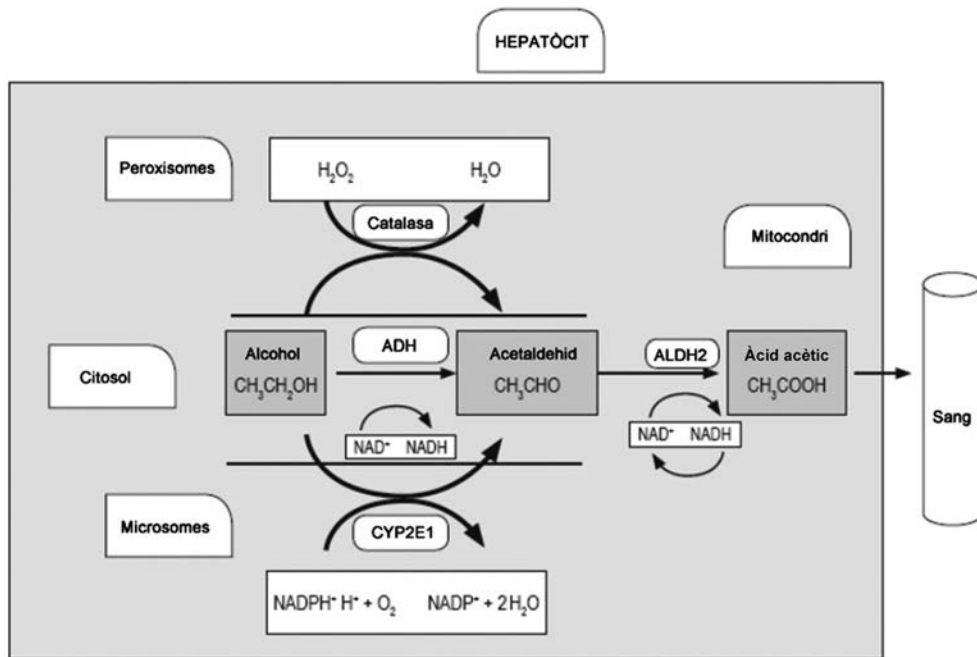 HEPATÒCIT
Peroxisomes
H₂O₂ H₂O
Catalasa
Mitocondri
Citosol
Alcohol
CH₃CH₂OH
ADH
Acetaldehid
CH₃CHO
ALDH2
Àcid acètic
CH₃COOH
Sang
NAD⁺ NADH
NAD⁺ NADH
Microsomes
CYP2E1
NADPH⁺ H⁺ + O₂ NADP⁺ + 2H₂O